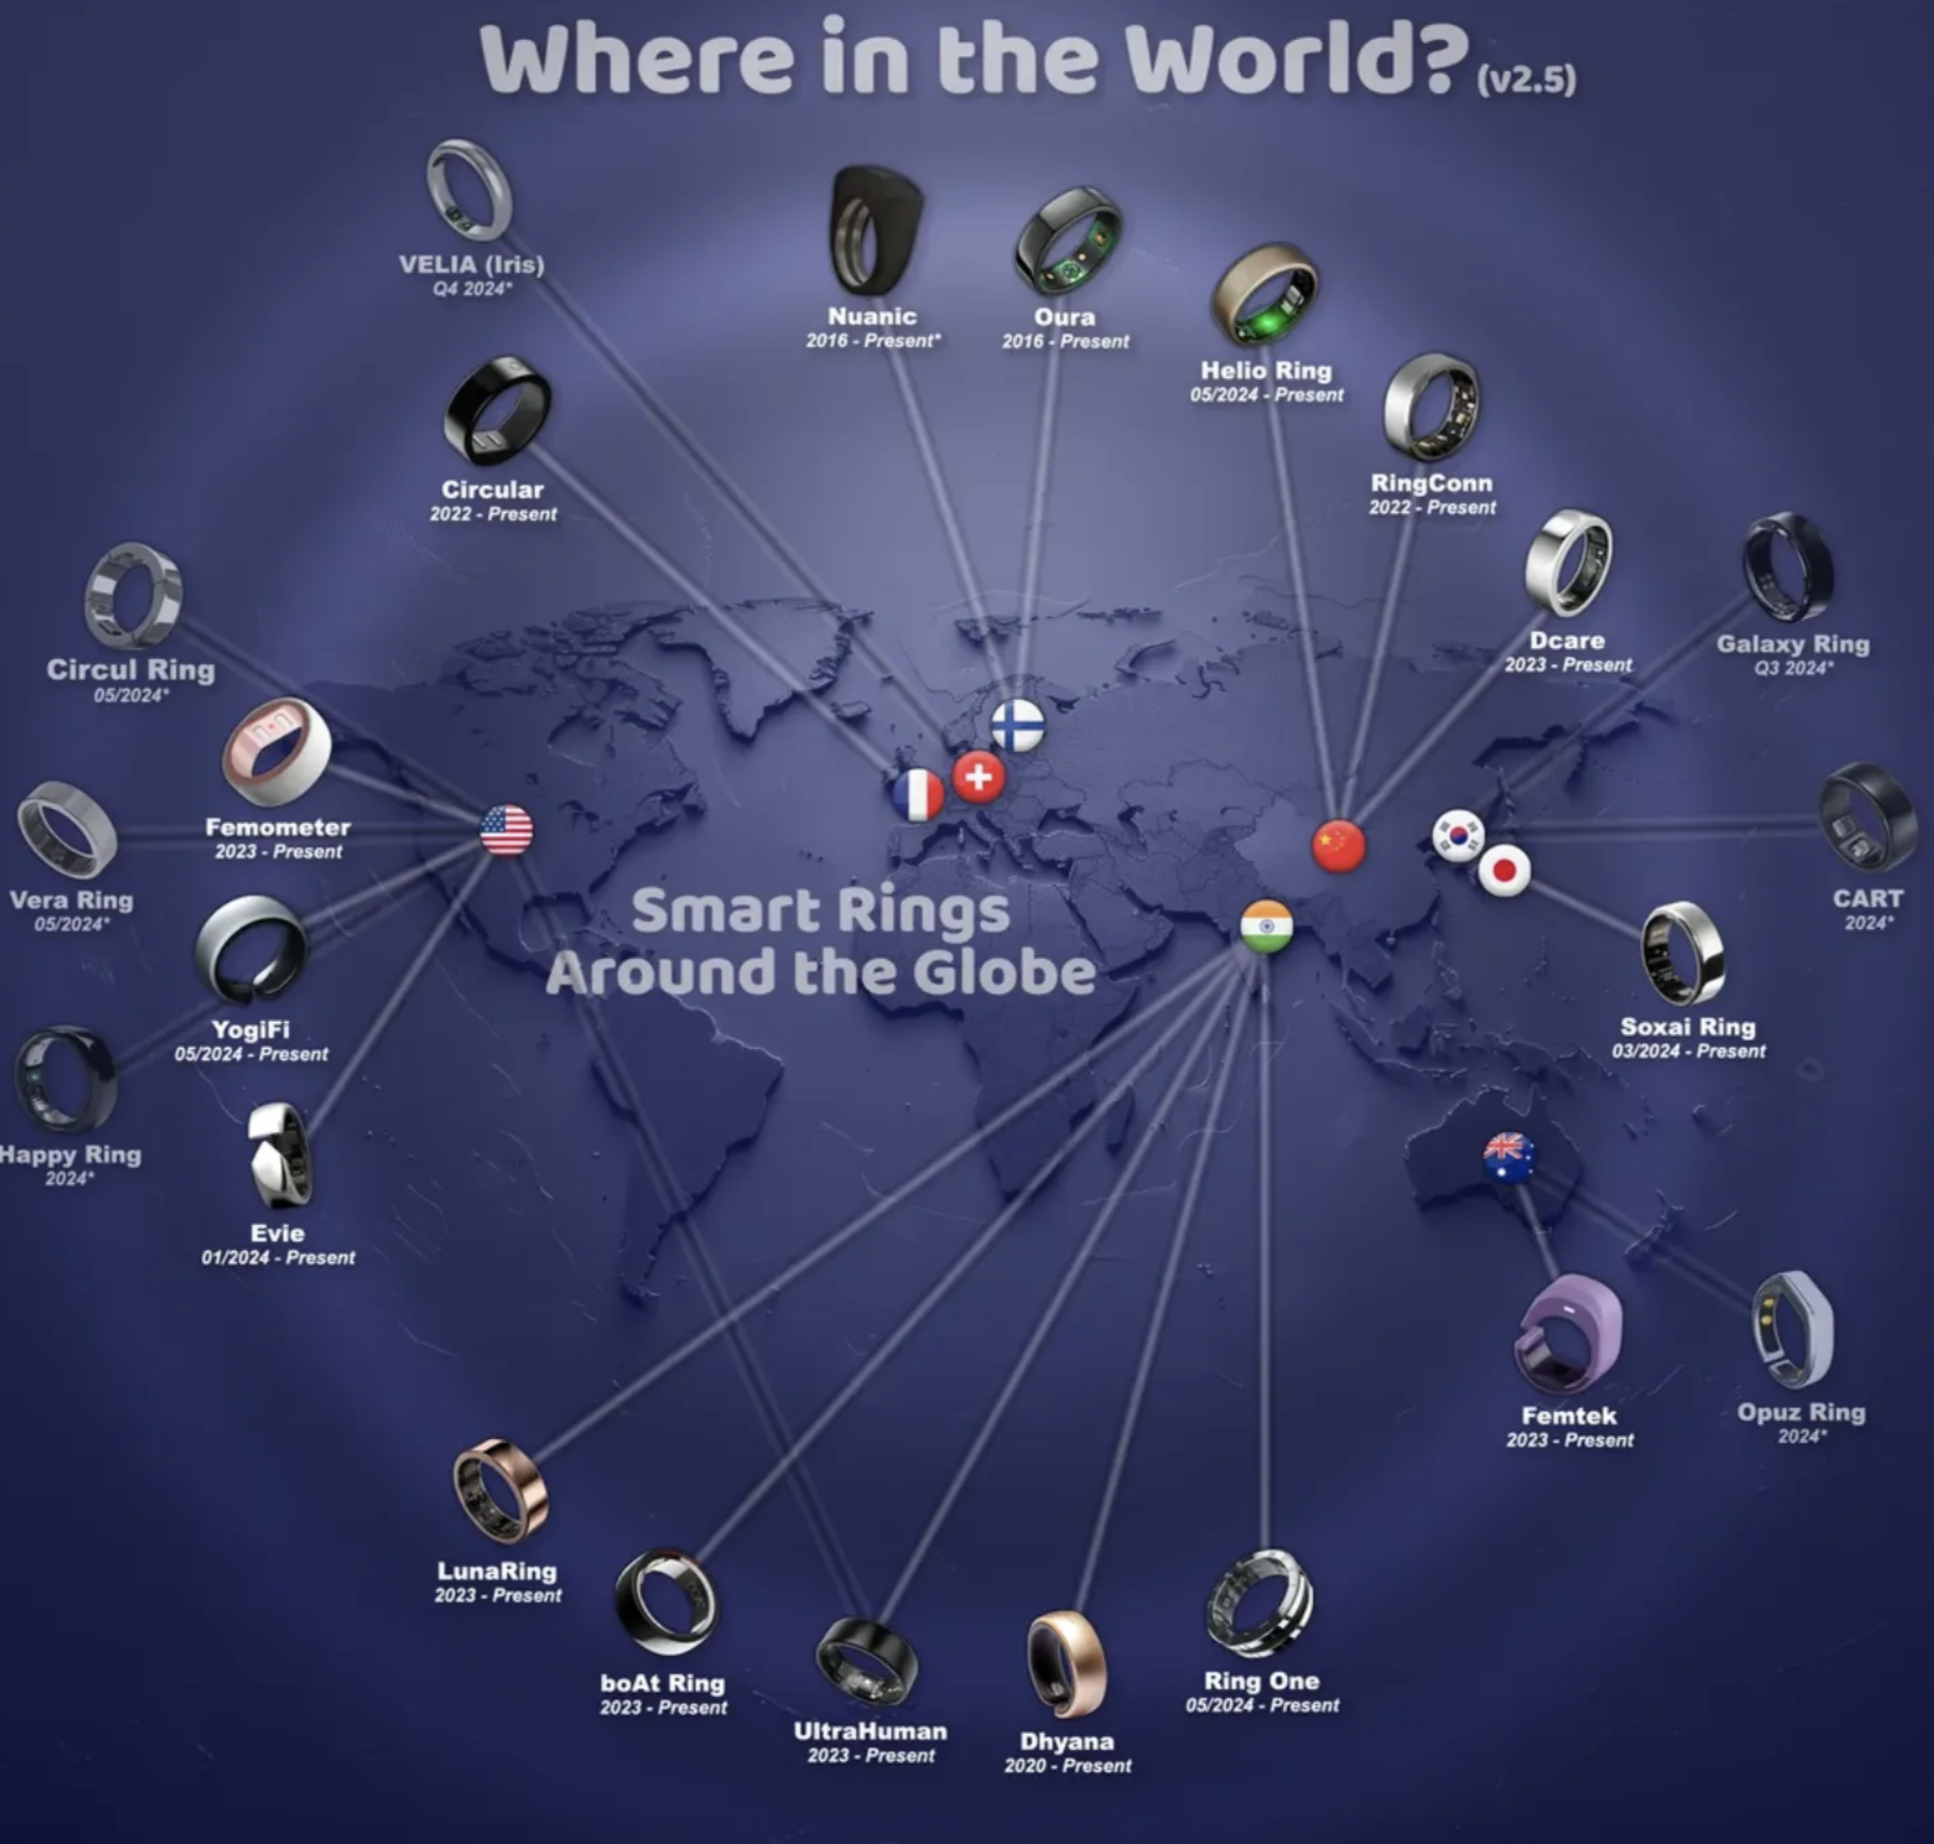 Where in the World? (v2.5)
VELIA (Iris)
Q4 2024*
Nuanic
2016 - Present*
Oura
2016 - Present
Helio Ring
05/2024 - Present
Circular
2022 - Present
RingConn
2022 - Present
Dcare
2023 - Present
Galaxy Ring
Q3 2024*
Circul Ring
05/2024*
Femometer
2023 - Present
Vera Ring
05/2024*
Smart Rings
Around the Globe
CART
2024*
YogiFi
05/2024 - Present
Soxai Ring
03/2024 - Present
Happy Ring
2024*
Evie
01/2024 - Present
Femtek
2023 - Present
Opuz Ring
2024*
LunaRing
2023 - Present
boAt Ring
2023 - Present
UltraHuman
2023 - Present
Dhyana
2020 - Present
Ring One
05/2024 - Present